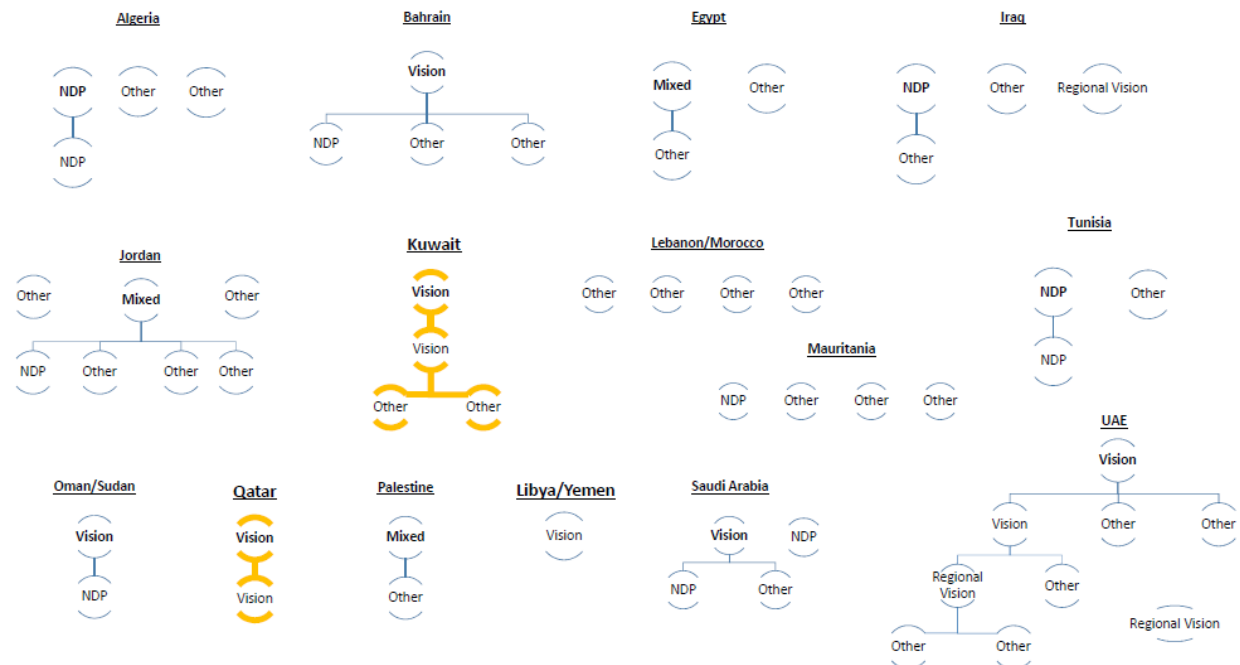 Algeria
NDP
Other
Other
NDP
Bahrain
Vision
NDP
Other
Other
Egypt
Mixed
Other
Other
Iraq
NDP
Other
Regional Vision
Other
Jordan
Other
Mixed
Other
NDP
Other
Other
Other
Kuwait
Vision
Vision
Other
Other
Lebanon/Morocco
Other
Other
Other
Other
Mauritania
NDP
Other
Other
Other
Tunisia
NDP
Other
NDP
Oman/Sudan
Vision
NDP
Qatar
Vision
Vision
Palestine
Mixed
Other
Libya/Yemen
Vision
Saudi Arabia
Vision
NDP
NDP
Other
UAE
Vision
Vision
Other
Other
Regional
Vision
Other
Other
Other
Regional Vision